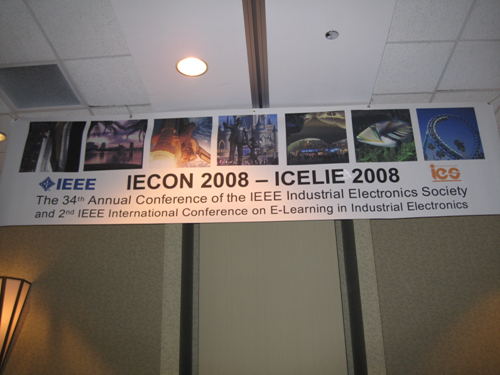 IEEE IECON 2008 – ICELIE 2008 ies
The 34th Annual Conference of the IEEE Industrial Electronics Society
and 2nd IEEE International Conference on E-Learning in Industrial Electronics